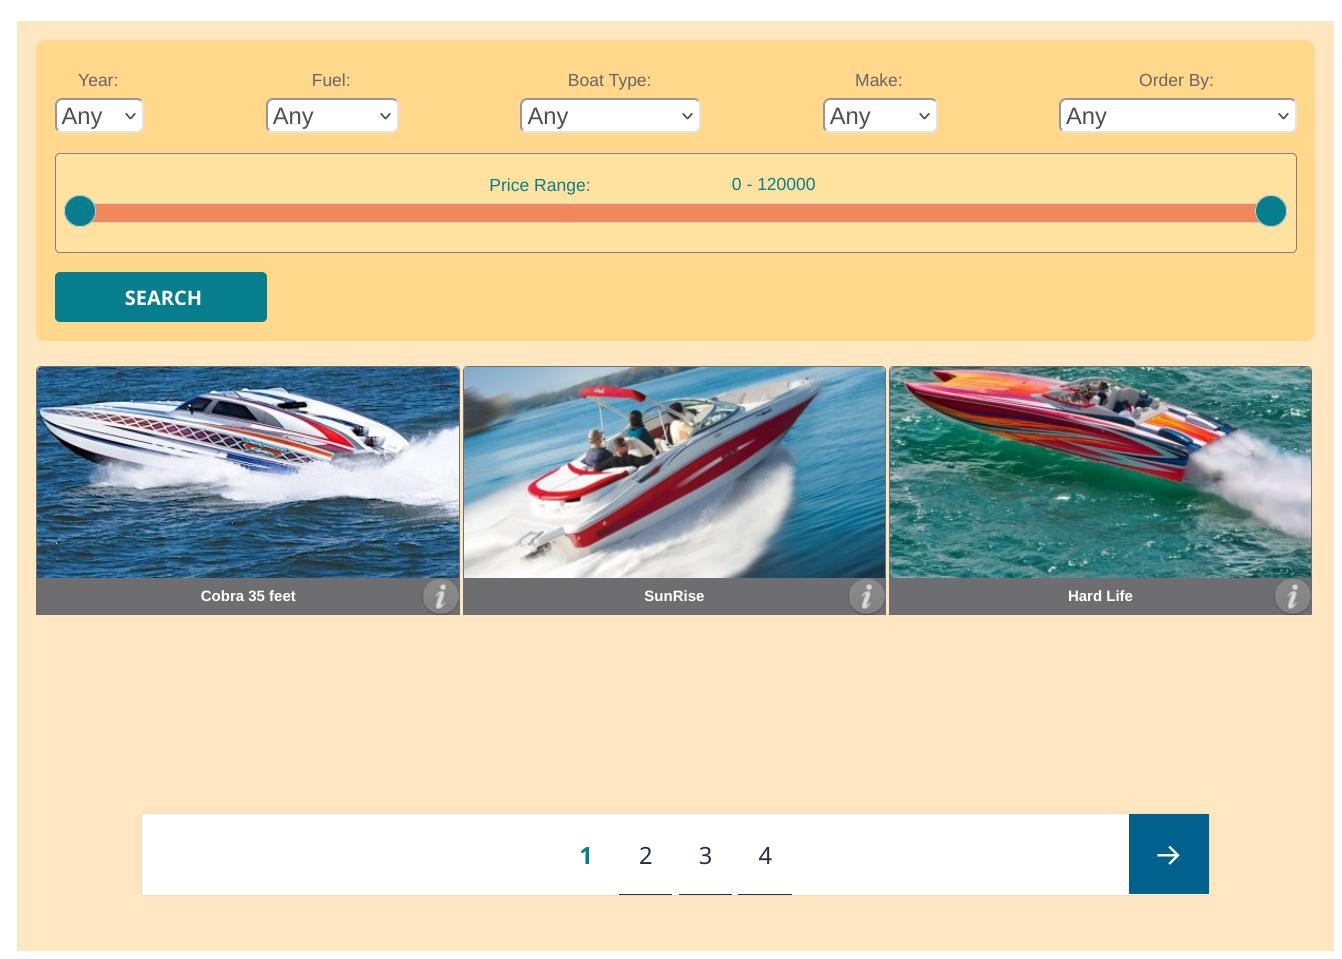 Year: Fuel: Boat Type: Make: Order By:
Any Any Any Any Any
Price Range: 0 - 120000
SEARCH
Cobra 35 feet i SunRise i Hard Life i
1 2 3 4